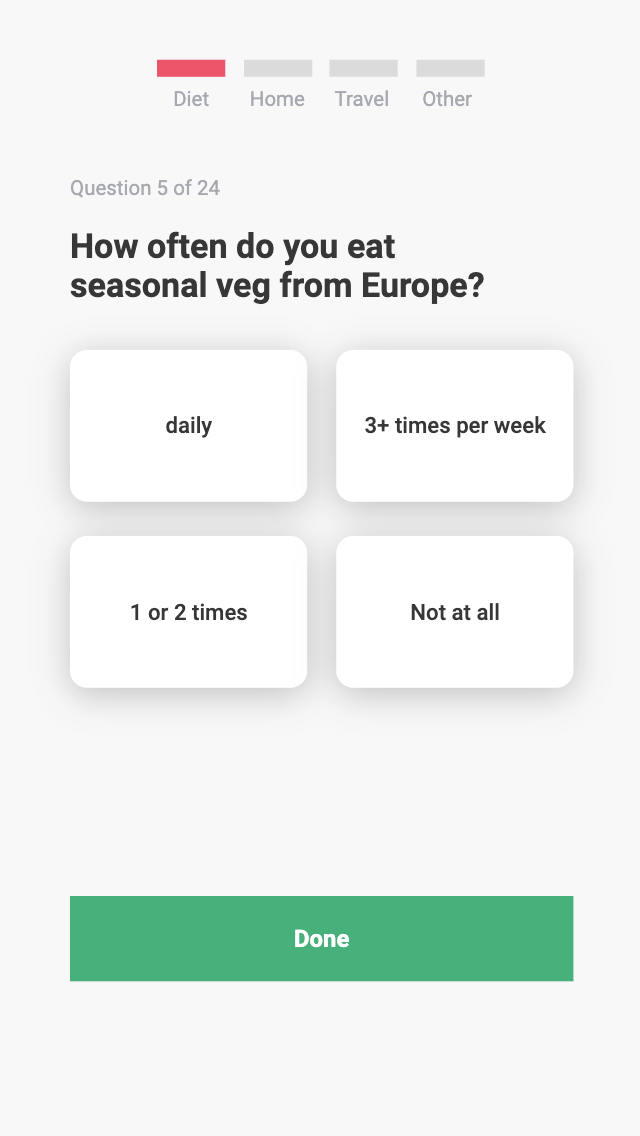 Diet Home Travel Other
Question 5 of 24
How often do you eat
seasonal veg from Europe?
daily
3+ times per week
1 or 2 times
Not at all
Done